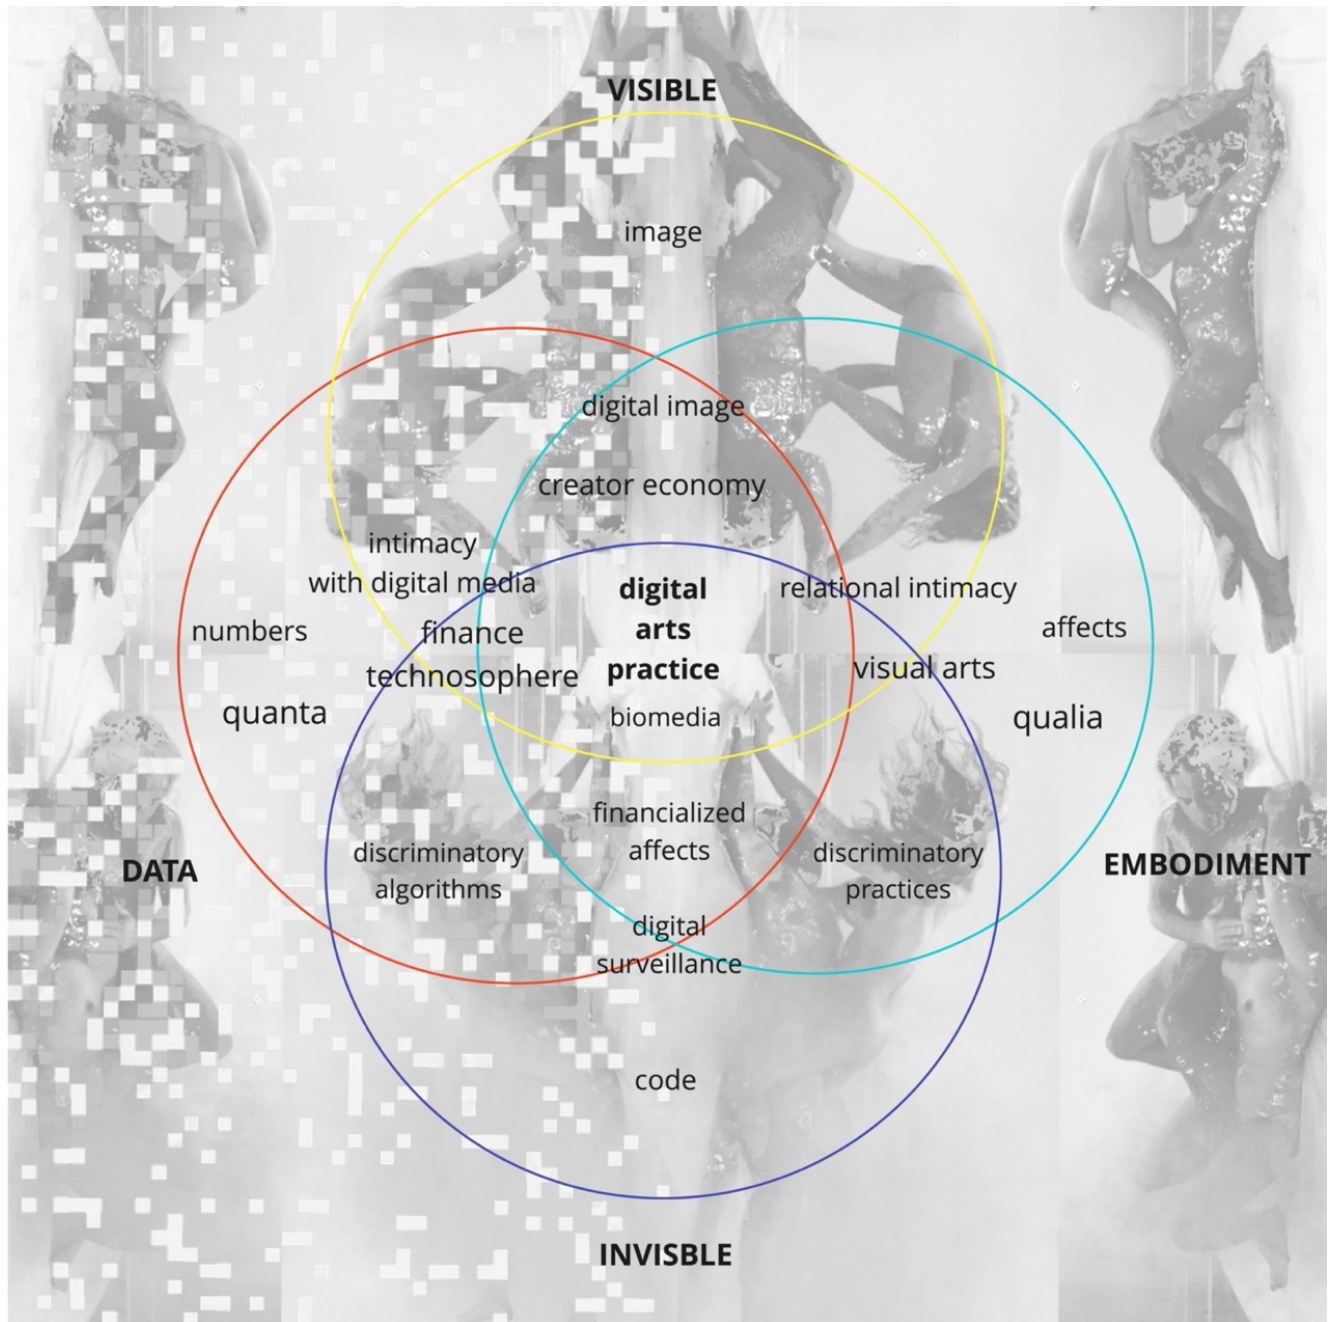 VISIBLE
image
digital image
creator economy
intimacy
with digital media
digital
arts
practice
relational intimacy
numbers
finance
affects
technosphere
visual arts
quanta
biomedia
qualia
financialized
affects
discriminatory
algorithms
discriminatory
practices
DATA
EMBODIMENT
digital
surveillance
code
INVISBLE